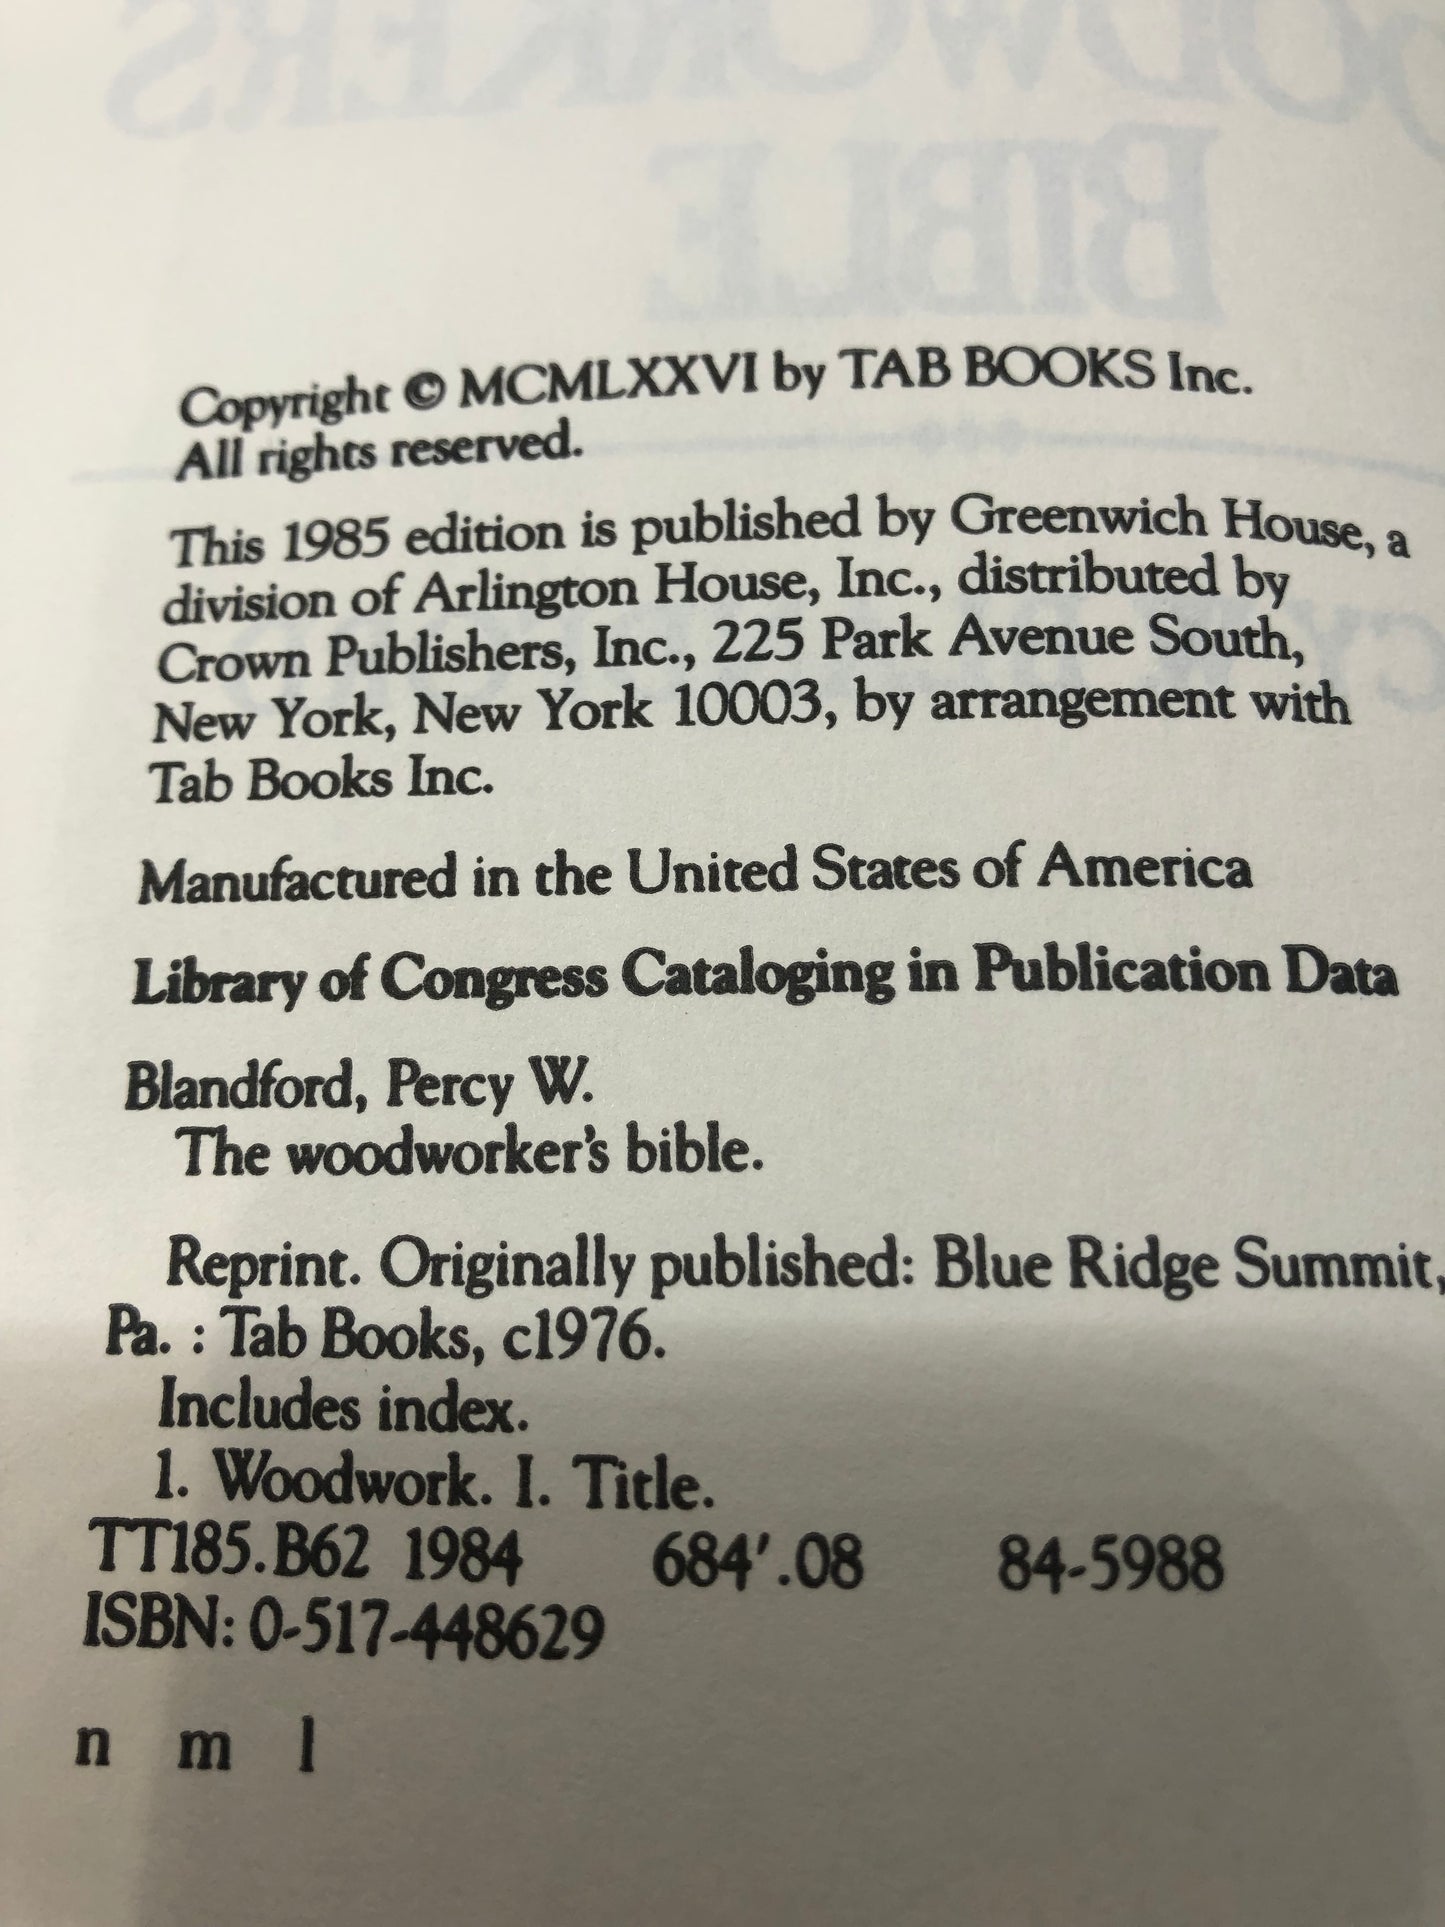 Copyright © MCMLXXVI by TAB BOOKS Inc.
All rights reserved.
This 1985 edition is published by Greenwich House, a
division of Arlington House, Inc., distributed by
Crown Publishers, Inc., 225 Park Avenue South,
New York, New York 10003, by arrangement with
Tab Books Inc.
Manufactured in the United States of America
Library of Congress Cataloging in Publication Data
Blandford, Percy W.
The woodworker's bible.
Reprint. Originally published: Blue Ridge Summit,
Pa. : Tab Books, c1976.
Includes index.
1. Woodwork. I. Title.
TT185.B62 1984 684′.08 84-5988
ISBN: 0-517-448629
n m l